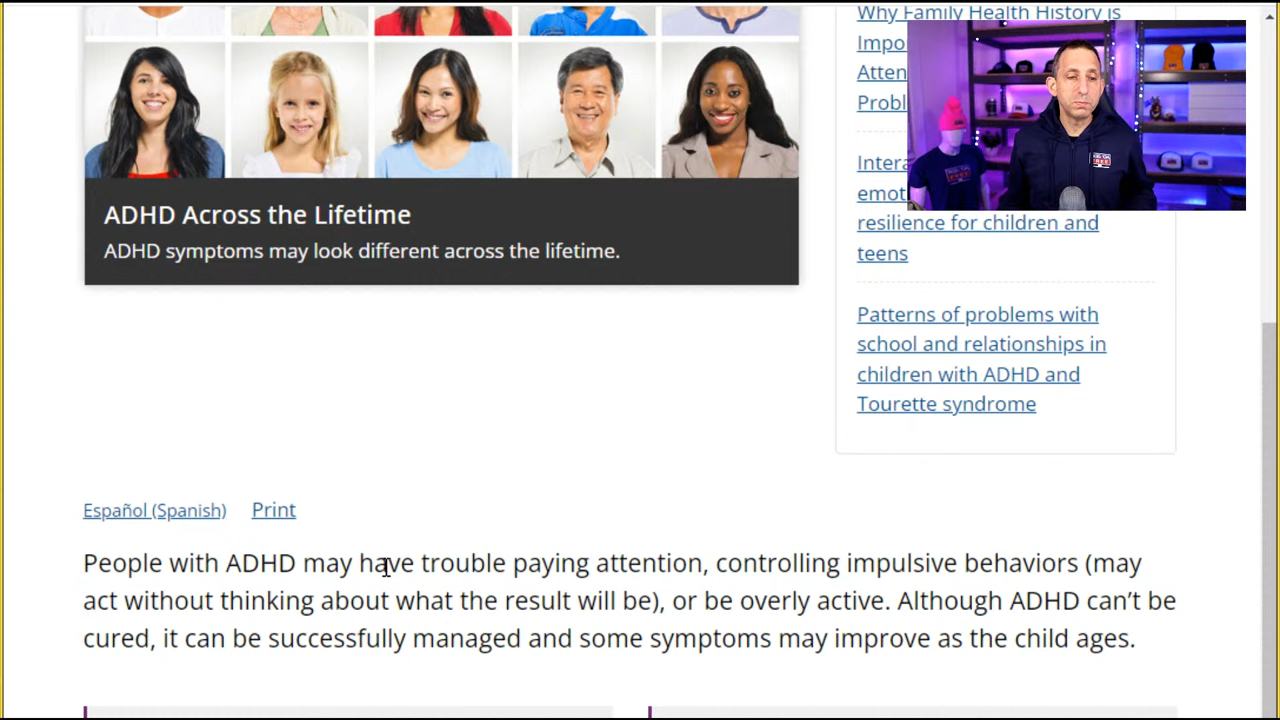 ADHD Across the Lifetime
ADHD symptoms may look different across the lifetime.
Why Family Health History is
Impo
Atten
Probl
Intera
emoti
resilience for children and
teens
Patterns of problems with
school and relationships in
children with ADHD and
Tourette syndrome
Español (Spanish)
Print
People with ADHD may have trouble paying attention, controlling impulsive behaviors (may
act without thinking about what the result will be), or be overly active. Although ADHD can’t be
cured, it can be successfully managed and some symptoms may improve as the child ages.